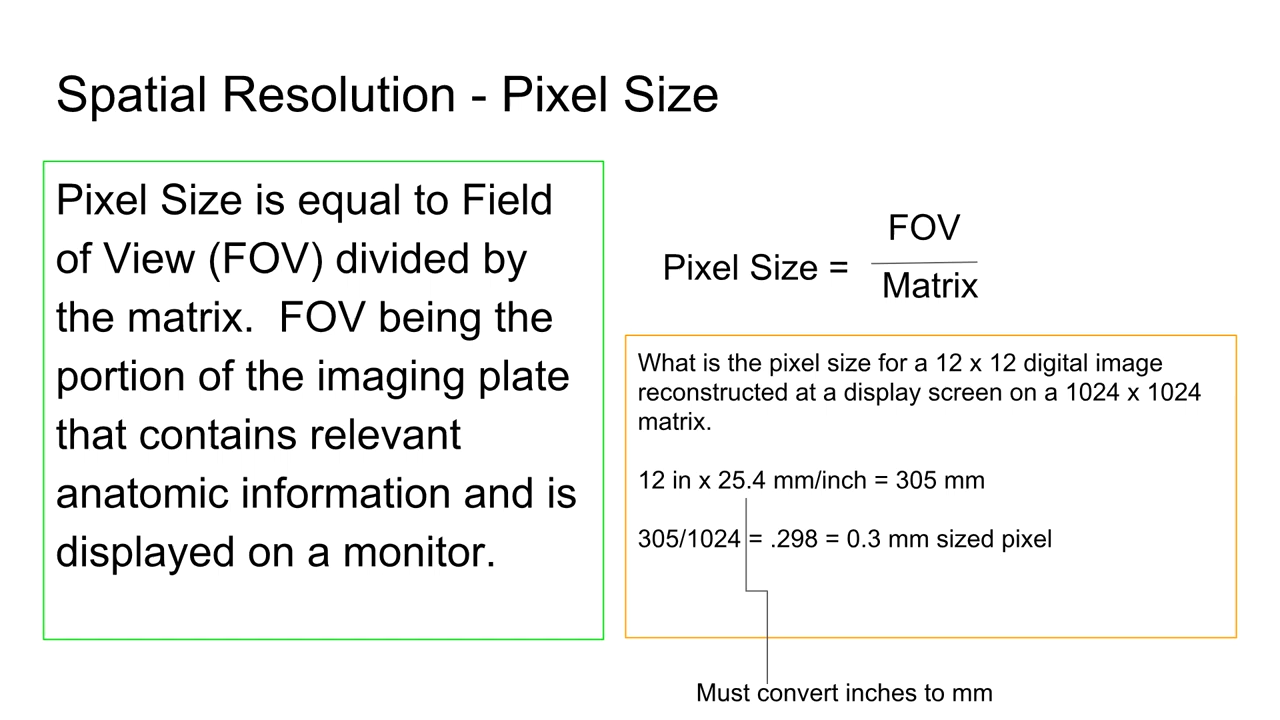 Spatial Resolution - Pixel Size
Pixel Size is equal to Field
of View (FOV) divided by
the matrix.  FOV being the
portion of the imaging plate
that contains relevant
anatomic information and is
displayed on a monitor.
Pixel Size =
FOV
Matrix
What is the pixel size for a 12 x 12 digital image
reconstructed at a display screen on a 1024 x 1024
matrix.
12 in x 25.4 mm/inch = 305 mm
305/1024 = .298 = 0.3 mm sized pixel
Must convert inches to mm